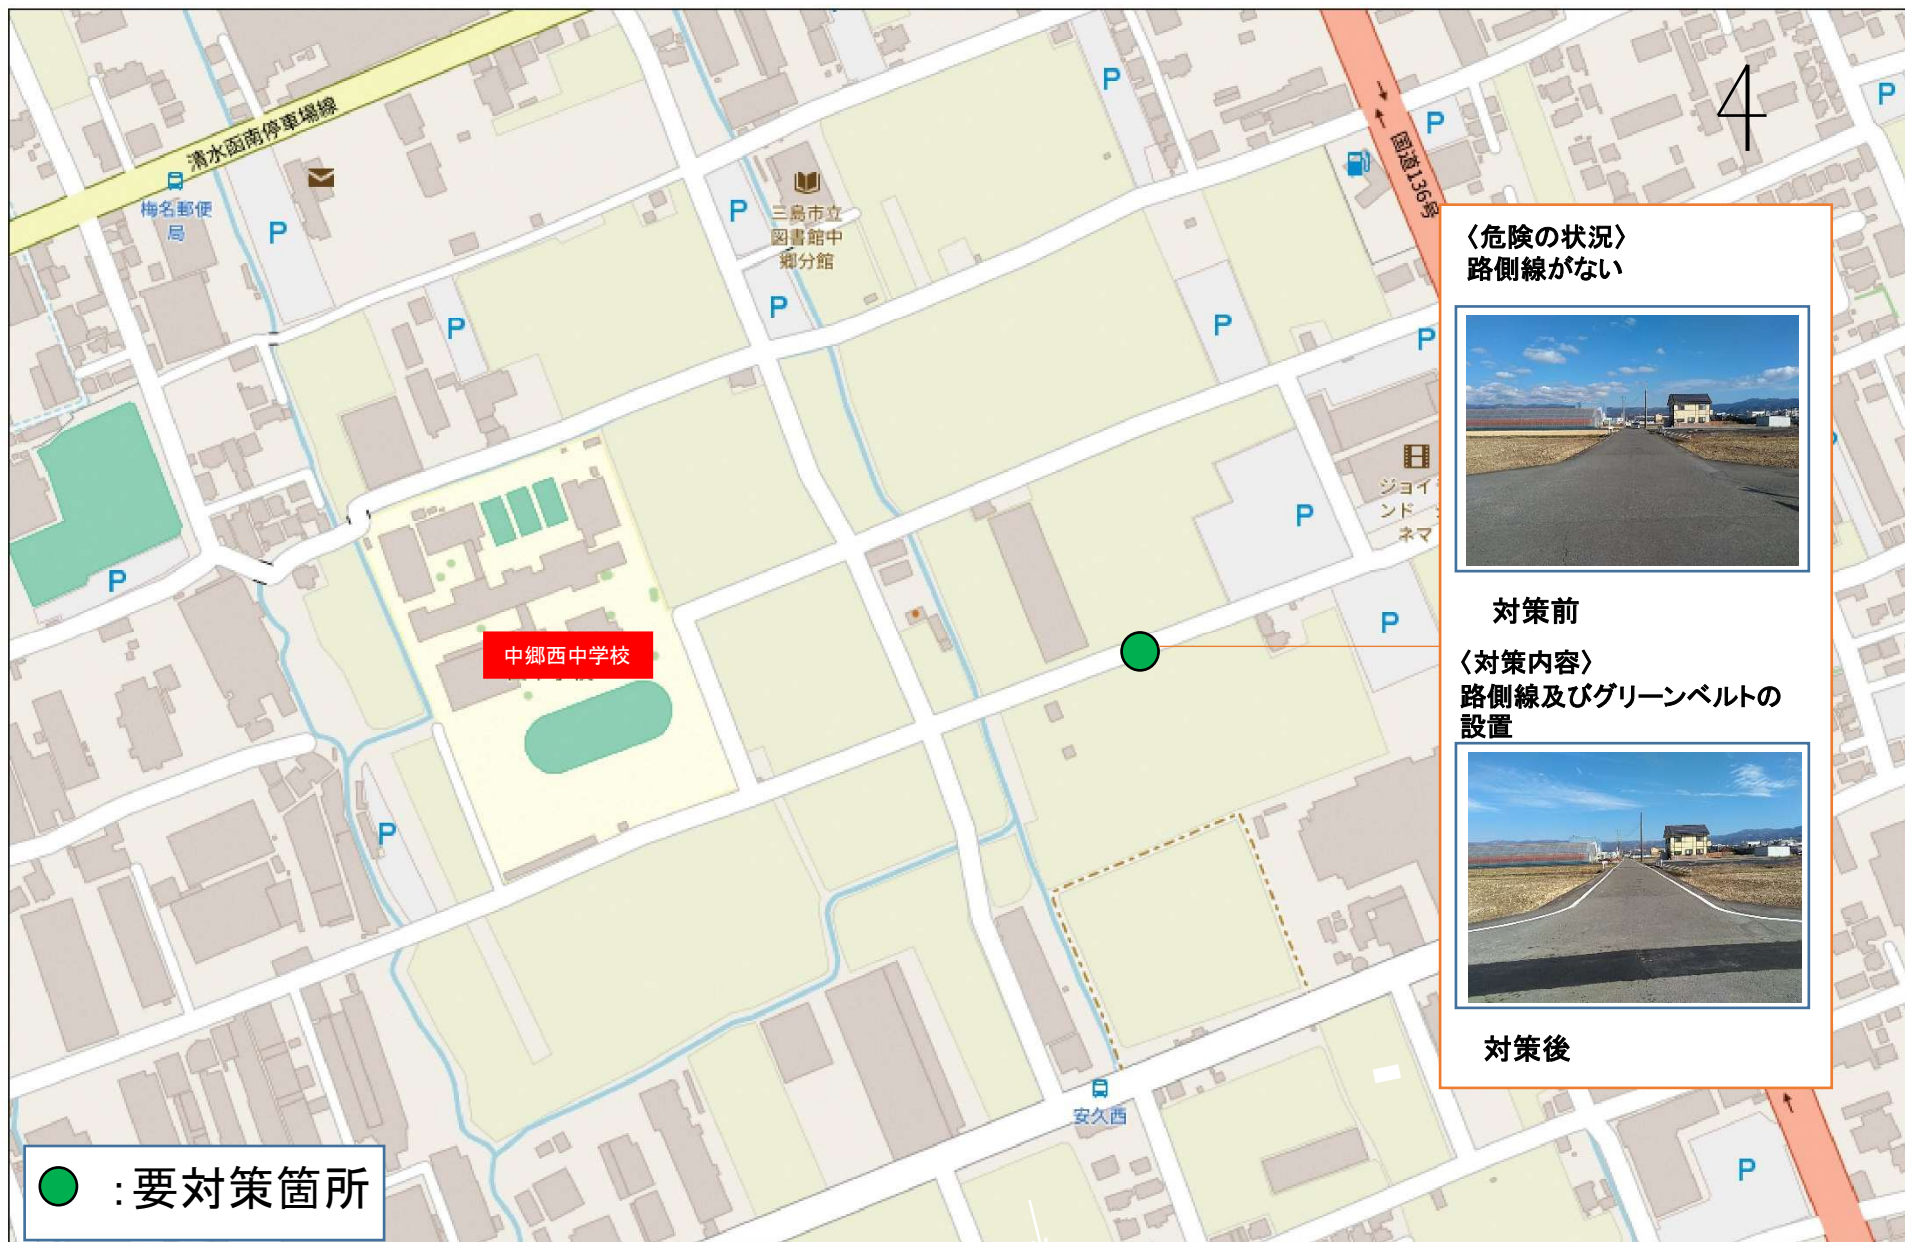 清水函南停車場線
梅名郵便
局
P
P
三島市立
図書館中
郷分館
P
P
P
P
P
国道136号
P
P
P
ジョイ
ンド
ネマ
P
P
P
P
中郷西中学校
安久西
P
〈危険の状況〉
路側線がない
対策前
〈対策内容〉
路側線及びグリーンベルトの
設置
対策後
:要対策箇所